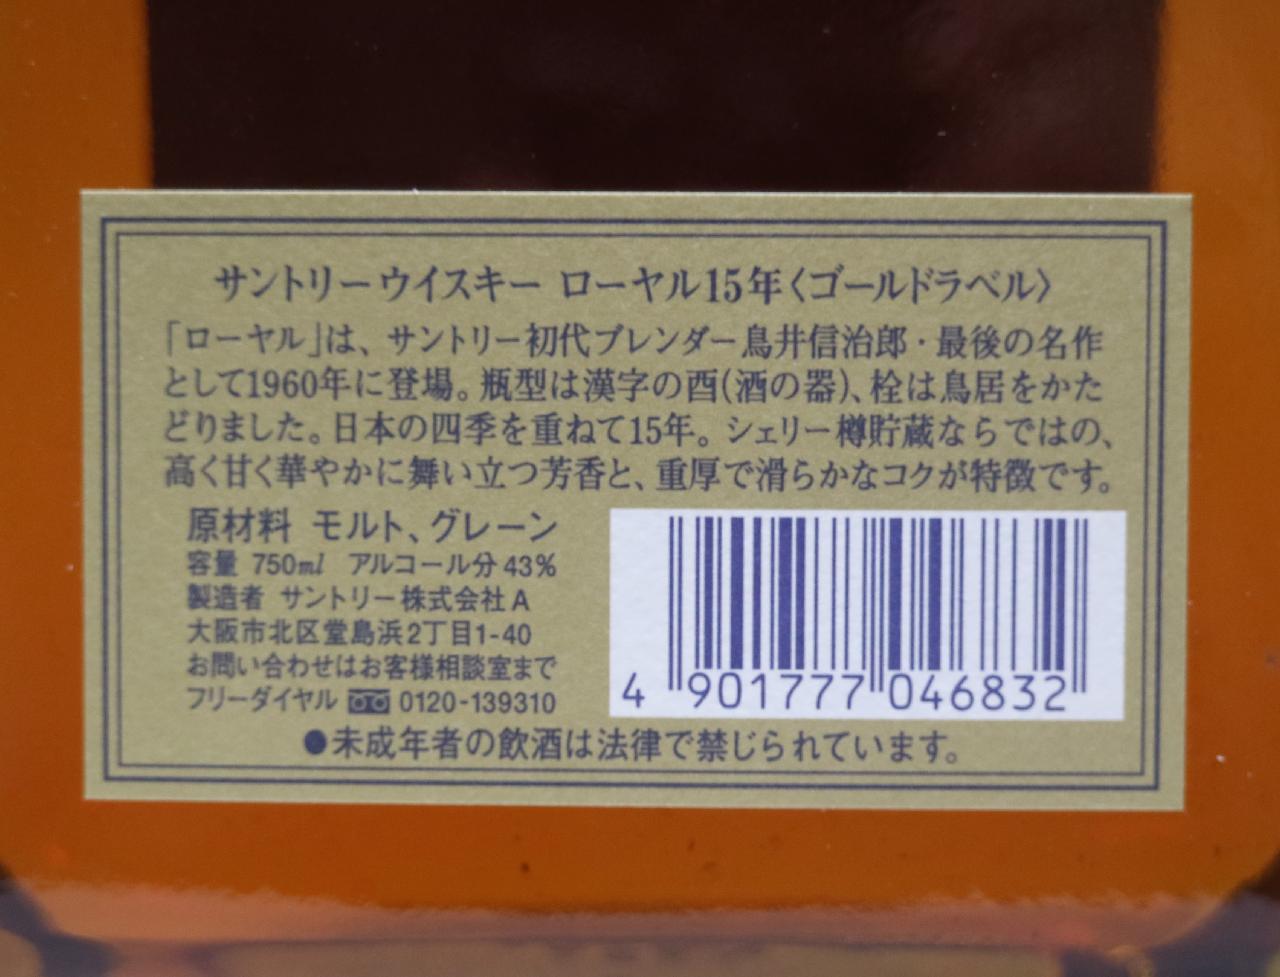 サントリーウイスキー ローヤル15年〈ゴールドラベル〉
「ローヤル」は、サントリー初代ブレンダー鳥井信治郎・最後の名作
として1960年に登場。瓶型は漢字の酉(酒の器)、栓は鳥居をかた
どりました。日本の四季を重ねて15年。シェリー樽貯蔵ならではの、
高く甘く華やかに舞い立つ芳香と、重厚で滑らかなコクが特徴です。
原材料 モルト、グレーン
容量 750ml アルコール分43%
製造者 サントリー株式会社A
大阪市北区堂島浜2丁目1-40
お問い合わせはお客様相談室まで
フリーダイヤル 0120-139310
4 901777 046832
●未成年者の飲酒は法律で禁じられています。